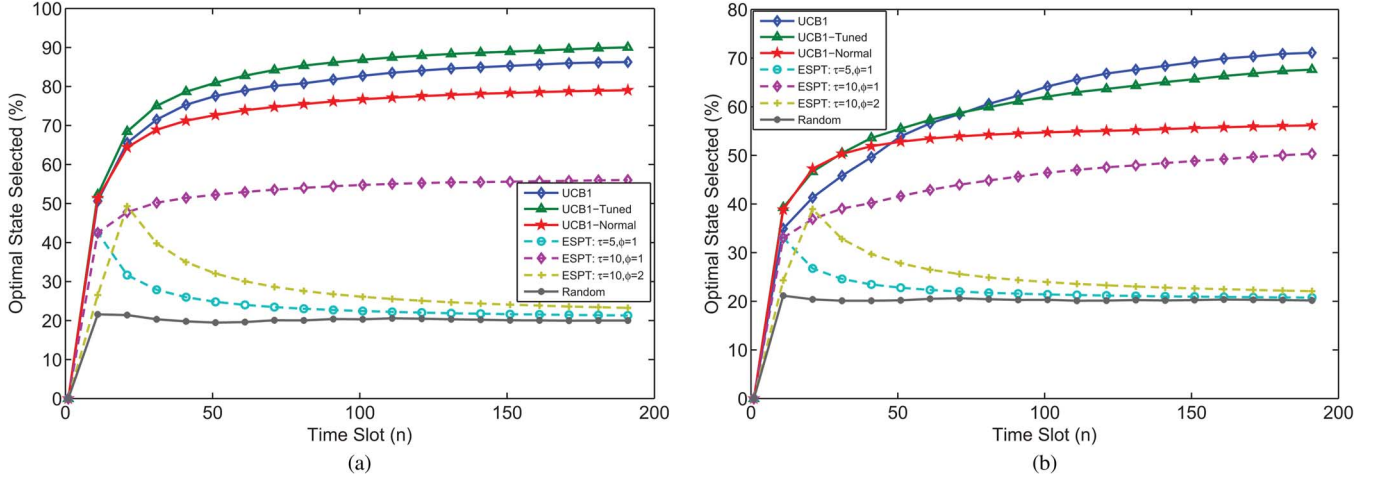 100
90
80
70
60
50
40
30
20
10
0
0 50 100 150 200
Optimal State Selected (%)
Time Slot (n)
UCB1
UCB1−Tuned
UCB1−Normal
ESPT: τ=5,ϕ=1
ESPT: τ=10,ϕ=1
ESPT: τ=10,ϕ=2
Random
(a)
80
70
60
50
40
30
20
10
0
0 50 100 150 200
Optimal State Selected (%)
Time Slot (n)
UCB1
UCB1−Tuned
UCB1−Normal
ESPT: τ=5,ϕ=1
ESPT: τ=10,ϕ=1
ESPT: τ=10,ϕ=2
Random
(b)